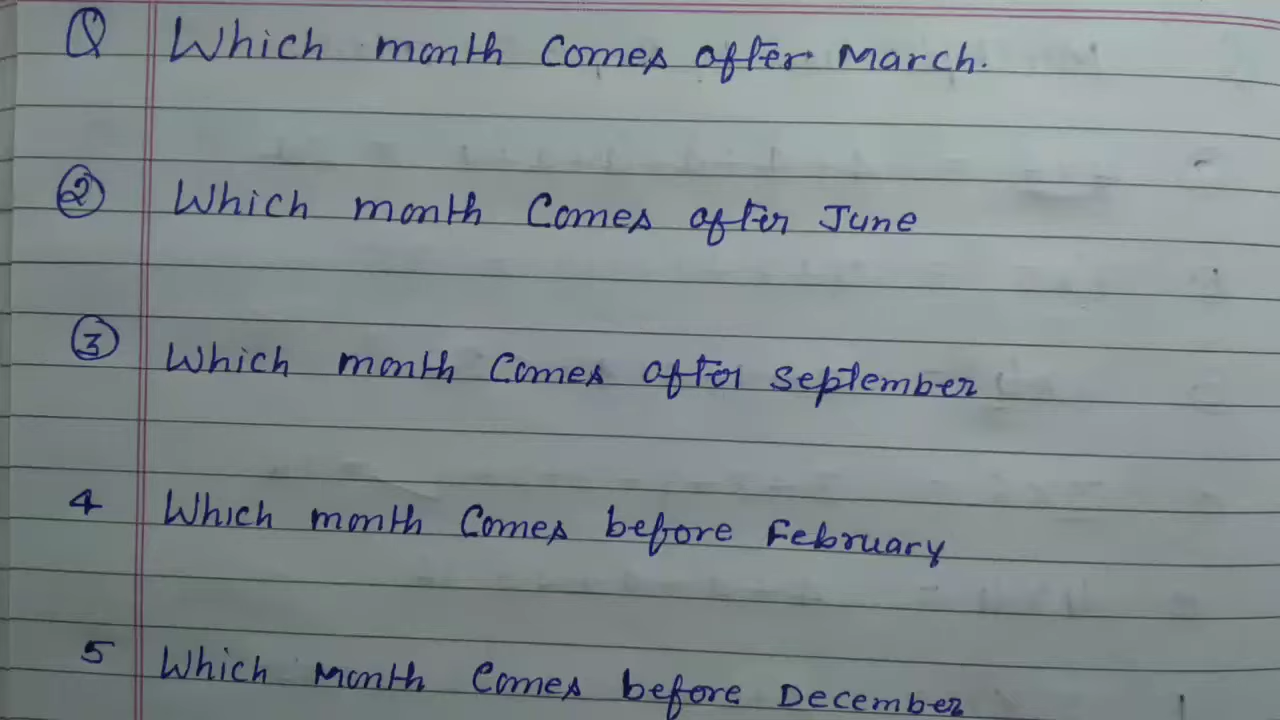 Q Which month Comes after March.
2 Which month Comes after June
3 Which month Comes after September
4 Which month Comes before February
5 Which Month Comes before December